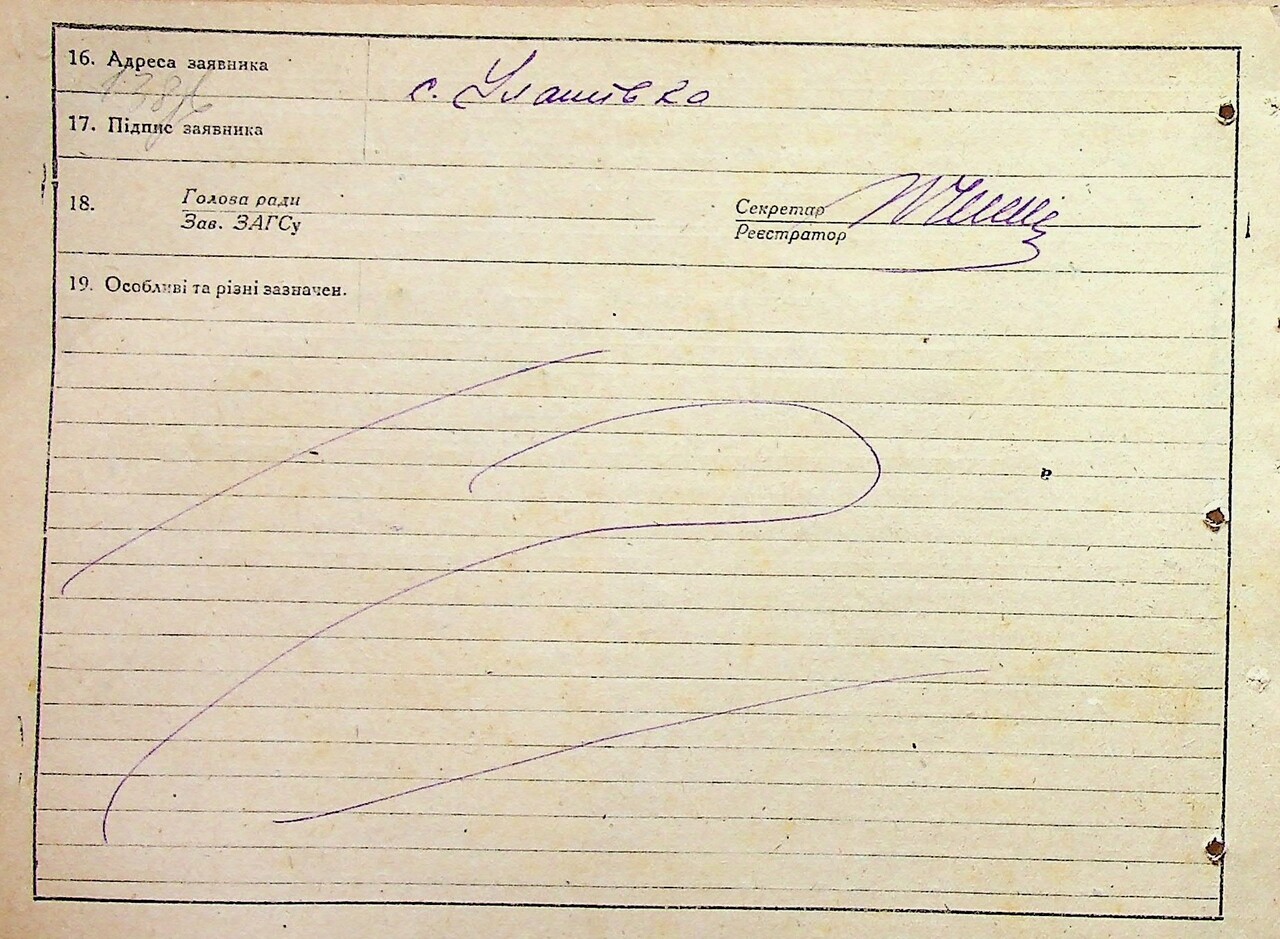 16. Адреса заявника
с. Улашівка
17. Підпис заявника
18. Голова ради
Зав. ЗАГСу
Секретар
Реєстратор
19. Особливі та різні зазначен.